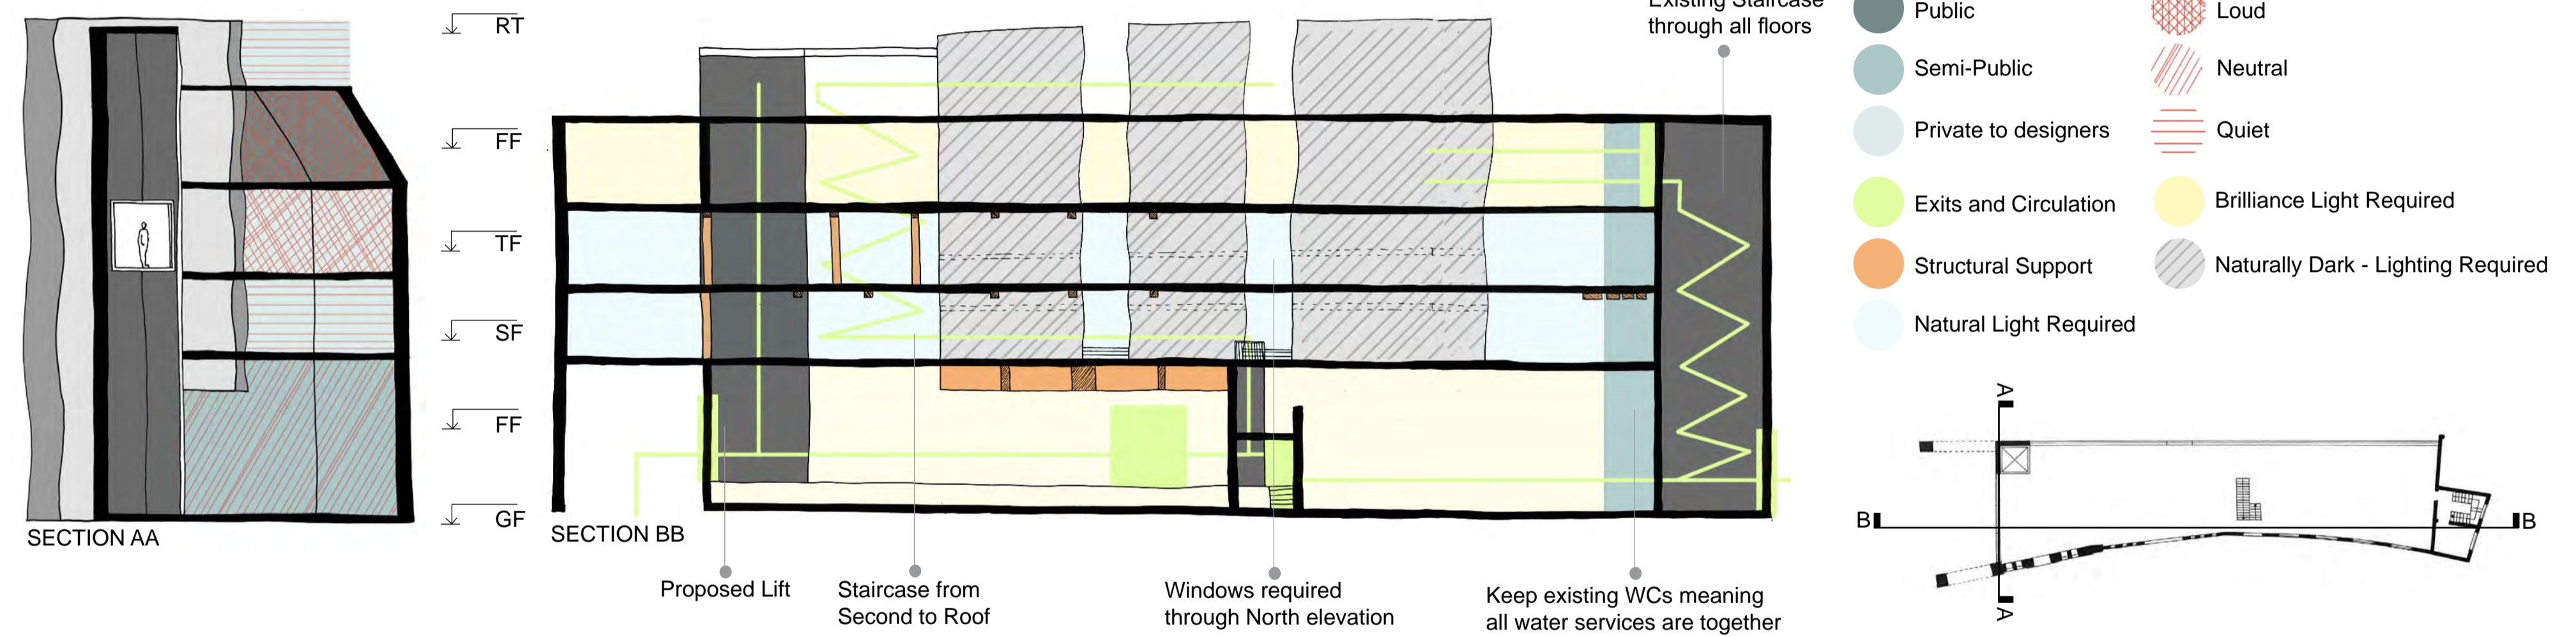 Existing Staircase
through all floors
RT
FF
TF
SF
FF
GF
SECTION AA
SECTION BB
Proposed Lift
Staircase from
Second to Roof
Windows required
through North elevation
Keep existing WCs meaning
all water services are together
Public
Semi-Public
Private to designers
Exits and Circulation
Structural Support
Natural Light Required
Loud
Neutral
Quiet
Brilliance Light Required
Naturally Dark - Lighting Required
A
B
B
A